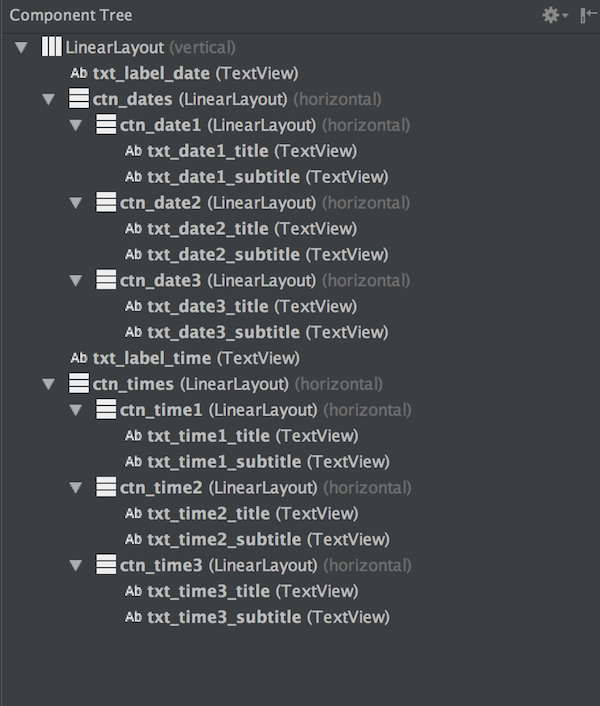 Component Tree
LinearLayout (vertical)
Ab txt_label_date (TextView)
ctn_dates (LinearLayout) (horizontal)
ctn_date1 (LinearLayout) (horizontal)
Ab txt_date1_title (TextView)
Ab txt_date1_subtitle (TextView)
ctn_date2 (LinearLayout) (horizontal)
Ab txt_date2_title (TextView)
Ab txt_date2_subtitle (TextView)
ctn_date3 (LinearLayout) (horizontal)
Ab txt_date3_title (TextView)
Ab txt_date3_subtitle (TextView)
Ab txt_label_time (TextView)
ctn_times (LinearLayout) (horizontal)
ctn_time1 (LinearLayout) (horizontal)
Ab txt_time1_title (TextView)
Ab txt_time1_subtitle (TextView)
ctn_time2 (LinearLayout) (horizontal)
Ab txt_time2_title (TextView)
Ab txt_time2_subtitle (TextView)
ctn_time3 (LinearLayout) (horizontal)
Ab txt_time3_title (TextView)
Ab txt_time3_subtitle (TextView)